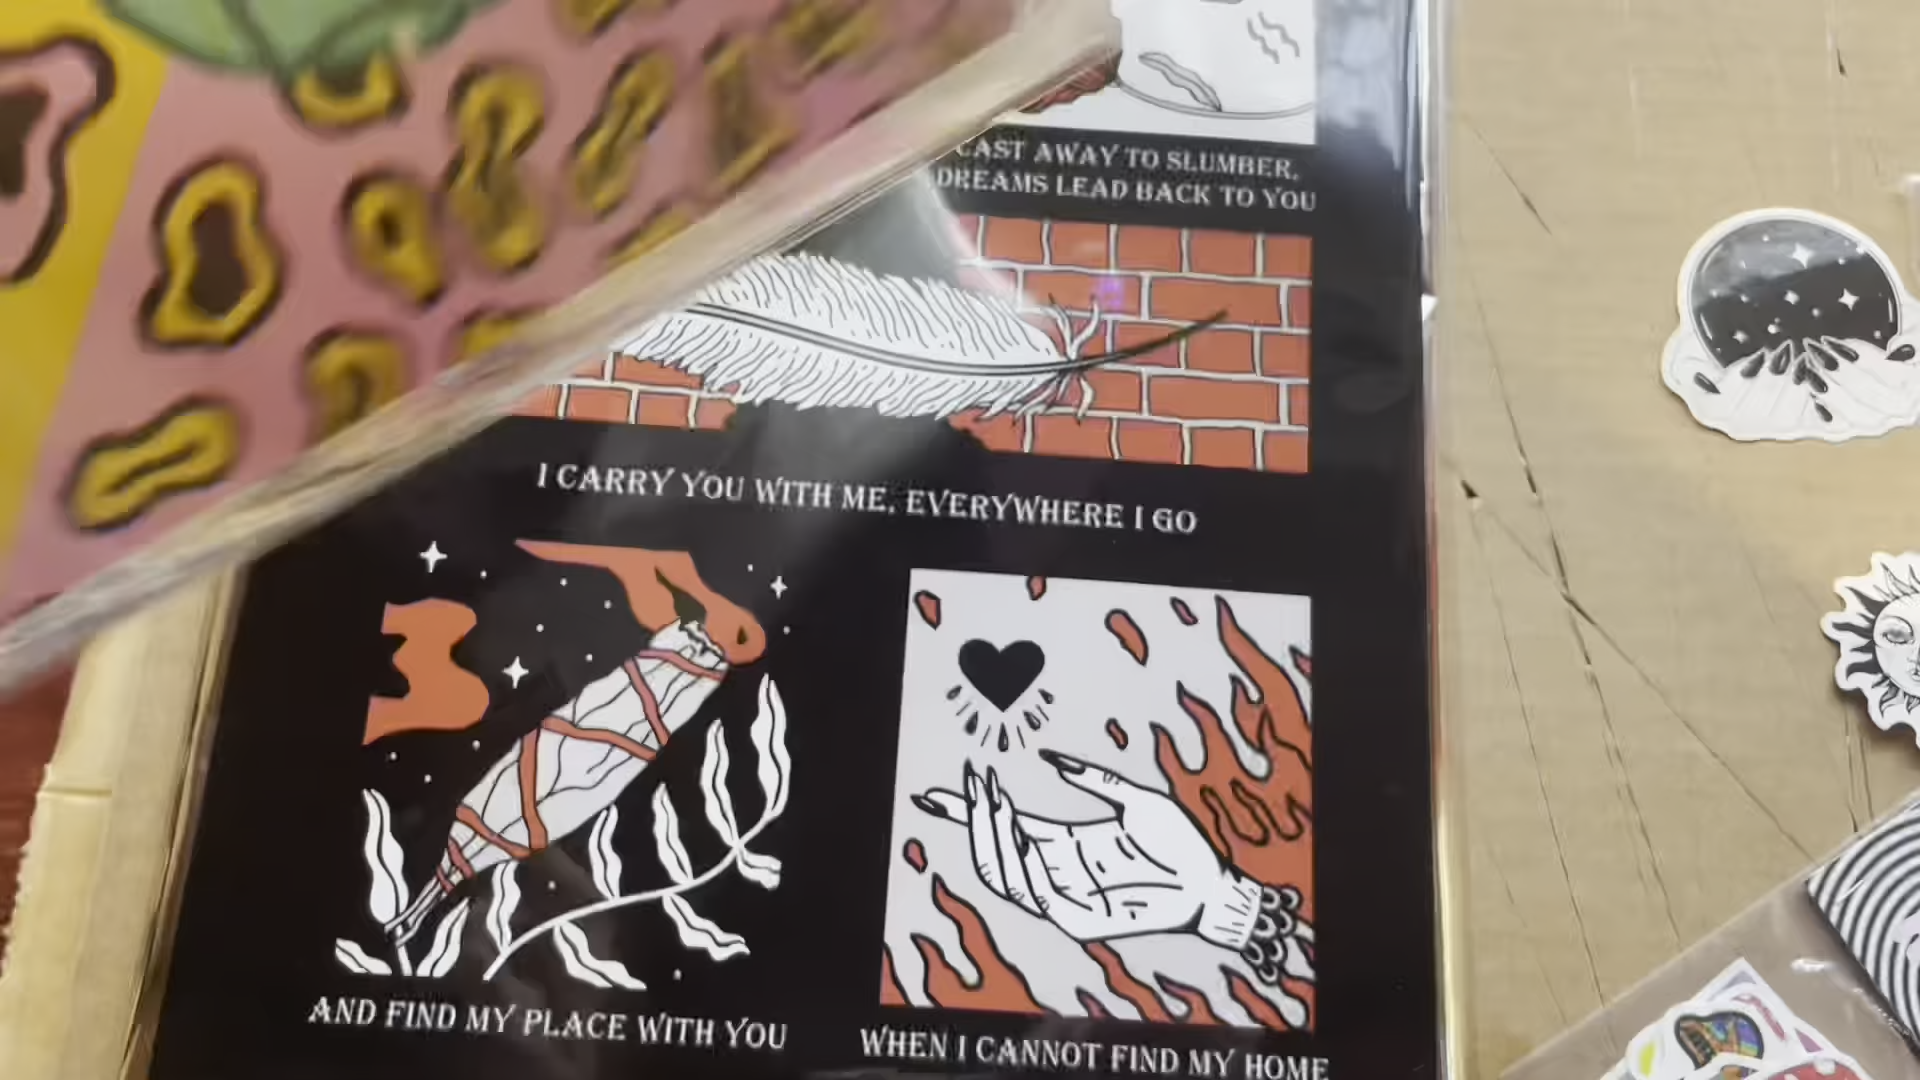 CAST AWAY TO SLUMBER,
DREAMS LEAD BACK TO YOU
I CARRY YOU WITH ME, EVERYWHERE I GO
AND FIND MY PLACE WITH YOU
WHEN I CANNOT FIND MY HOME